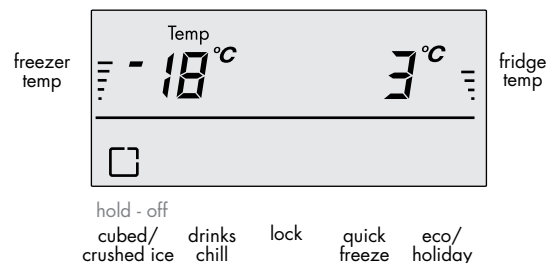 Temp
freezer temp
-18°C
3°C
fridge temp
hold - off
cubed/ crushed ice
drinks chill
lock
quick freeze
eco/ holiday